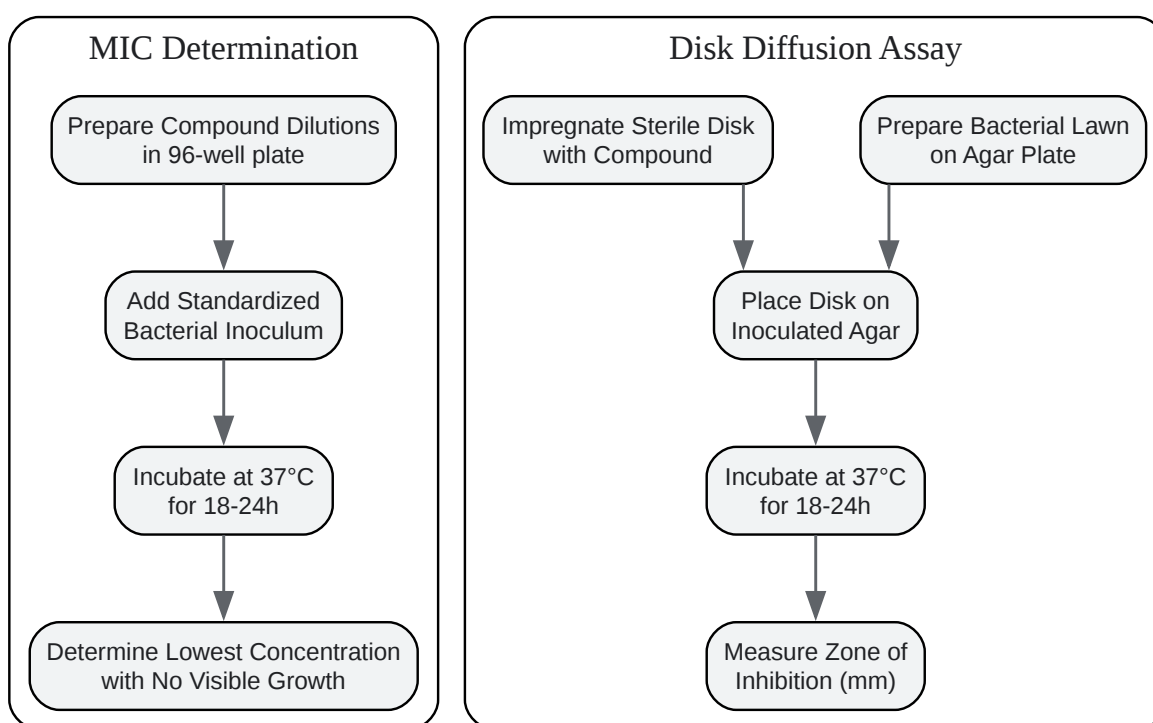 MIC Determination
Prepare Compound Dilutions
in 96-well plate
Add Standardized
Bacterial Inoculum
Incubate at 37°C
for 18-24h
Determine Lowest Concentration
with No Visible Growth
Disk Diffusion Assay
Impregnate Sterile Disk
with Compound
Prepare Bacterial Lawn
on Agar Plate
Place Disk on
Inoculated Agar
Incubate at 37°C
for 18-24h
Measure Zone of
Inhibition (mm)